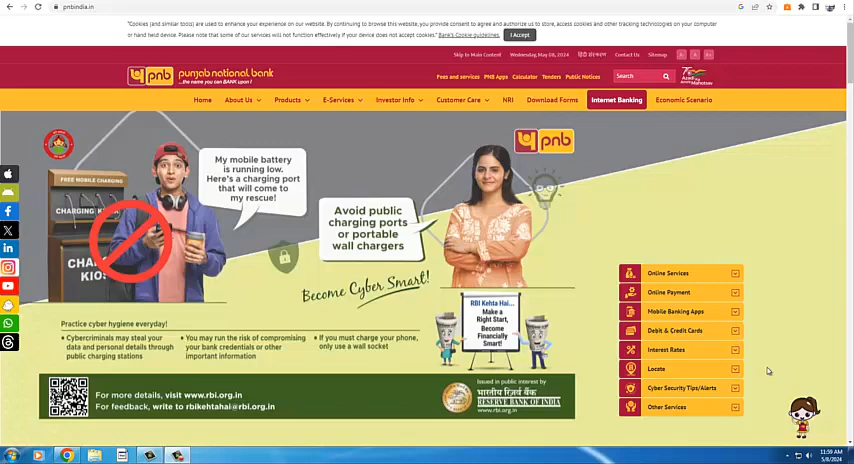 pnbindia.in
"Cookies (and similar tools) are used to enhance your experience on our website. By continuing to browse this website, you provide consent to agree and authorize us to store, access cookies and other tracking technologies on your computer
or hand held device. Please note that some of our services will not function effectively if your device does not accept cookies." Bank's Cookie guidelines. I Accept
Skip to Main Content Wednesday, May 08, 2024 Contact Us Sitemap A- A A+
pnb punjab national bank
...the name you can BANK upon!
Fees and services PNB Apps Calculator Tenders Public Notices Search
Azadi
Home About Us Products E-Services Investor Info Customer Care NRI Download Forms Internet Banking Economic Scenario
pnb
My mobile battery
is running low.
Here's a charging port
that will come to
my rescue!
FREE MOBILE CHARGING
CHARGING KIOSK
Avoid public
charging ports
or portable
wall chargers
Become Cyber Smart!
RBI Kehta Hai...
Make a
Right Start,
Become
Financially
Smart!
Practice cyber hygiene everyday!
• Cybercriminals may steal your
data and personal details through
public charging stations
• You may run the risk of compromising
your bank credentials or other
important information
• If you must charge your phone,
only use a wall socket
For more details, visit www.rbi.org.in
For feedback, write to rbikehtahai@rbi.org.in
Issued in public interest by
भारतीय रिज़र्व बैंक
RESERVE BANK OF INDIA
www.rbi.org.in
Online Services
Online Payment
Mobile Banking Apps
Debit & Credit Cards
Interest Rates
Locate
Cyber Security Tips/Alerts
Other Services
11:59 AM
5/8/2024